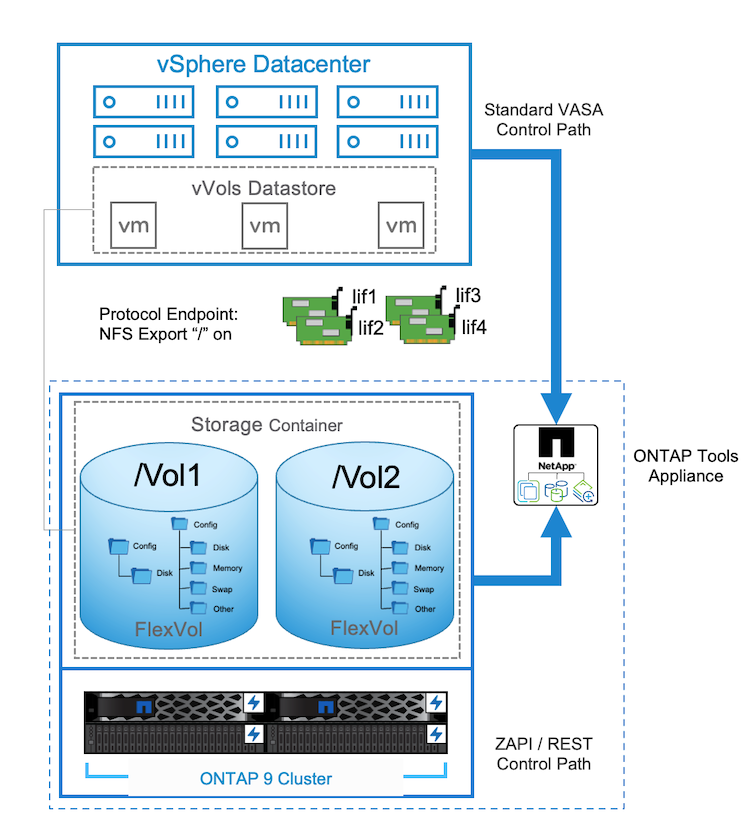 vSphere Datacenter
Standard VASA
Control Path
vVols Datastore
vm
vm
vm
Protocol Endpoint:
NFS Export “/” on
lif1
lif2
lif3
lif4
Storage Container
/Vol1
Config
Disk
Config
Disk
Memory
Swap
Other
FlexVol
/Vol2
Config
Disk
Config
Disk
Memory
Swap
Other
FlexVol
NetApp
ONTAP Tools
Appliance
ZAPI / REST
Control Path
ONTAP 9 Cluster